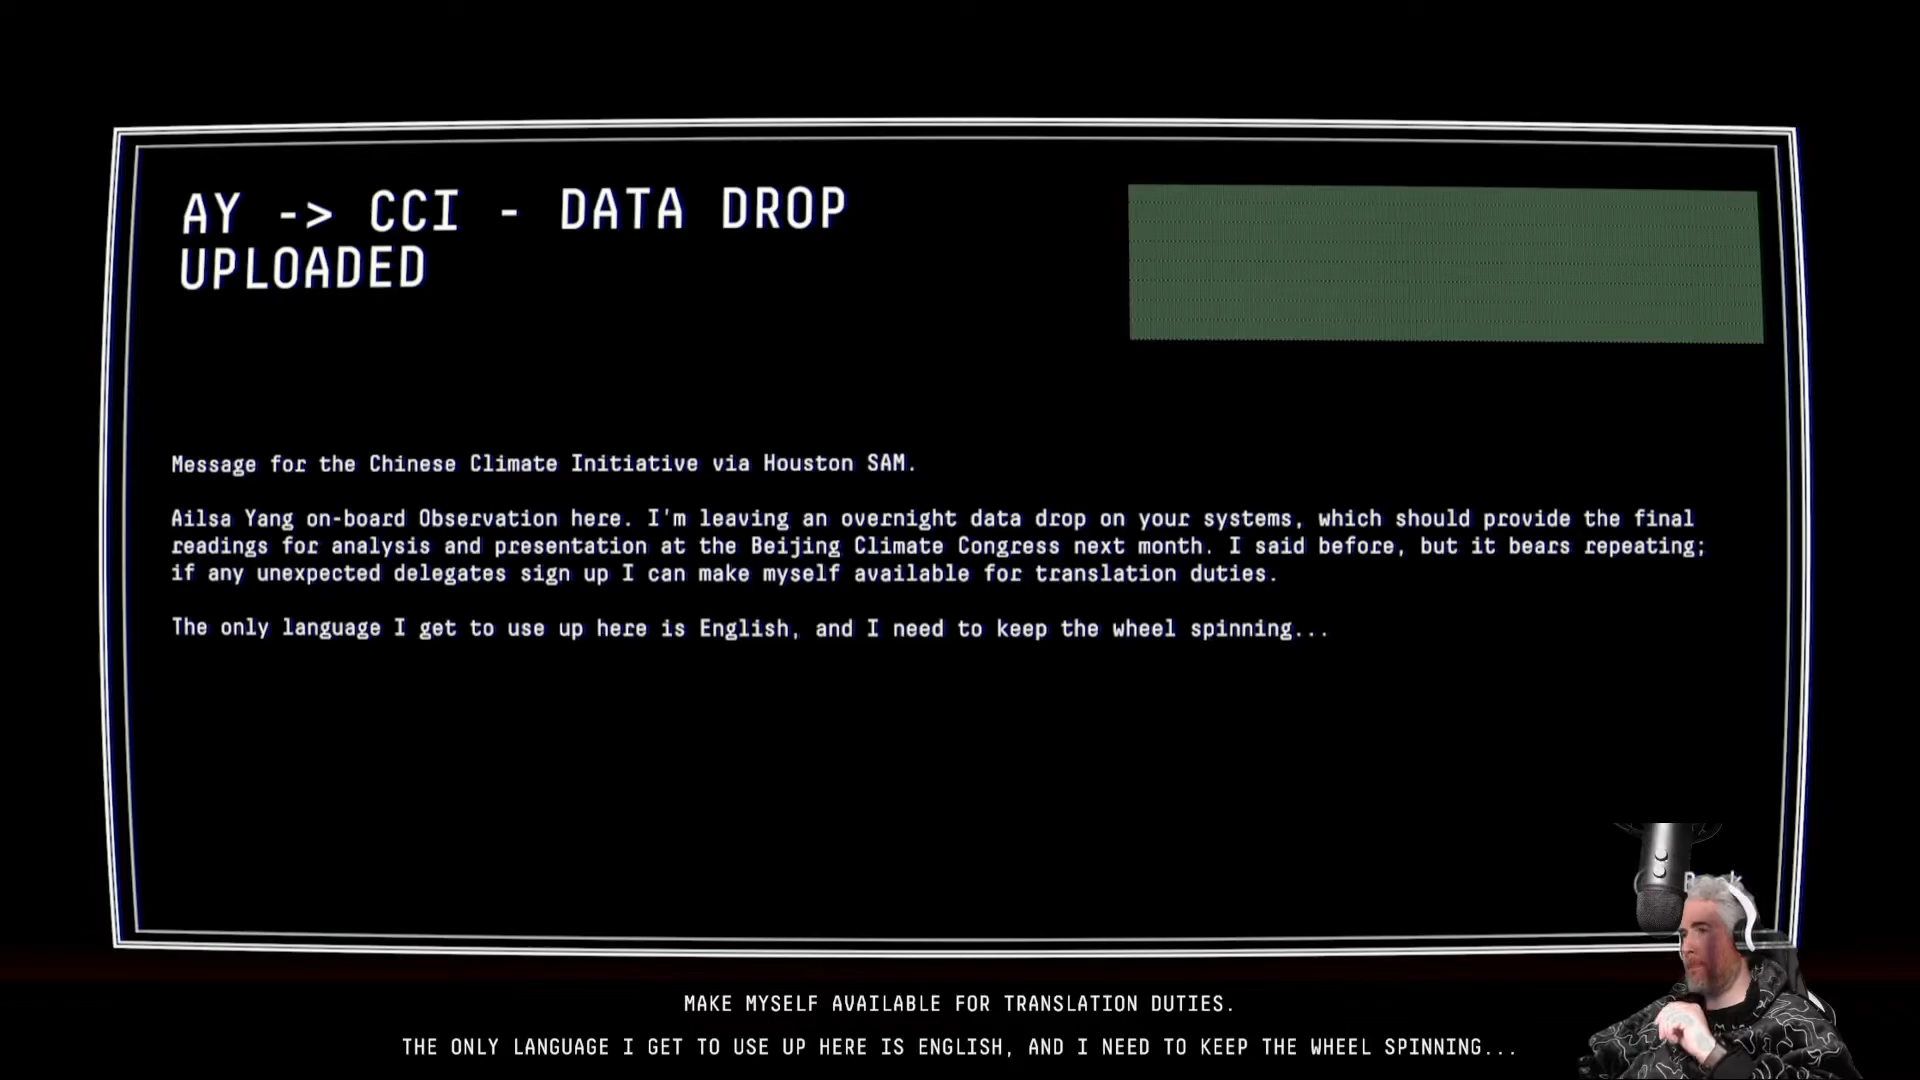 AY -> CCI - DATA DROP
UPLOADED
Message for the Chinese Climate Initiative via Houston SAM.
Ailsa Yang on-board Observation here. I'm leaving an overnight data drop on your systems, which should provide the final
readings for analysis and presentation at the Beijing Climate Congress next month. I said before, but it bears repeating;
if any unexpected delegates sign up I can make myself available for translation duties.
The only language I get to use up here is English, and I need to keep the wheel spinning...
MAKE MYSELF AVAILABLE FOR TRANSLATION DUTIES.
THE ONLY LANGUAGE I GET TO USE UP HERE IS ENGLISH, AND I NEED TO KEEP THE WHEEL SPINNING...